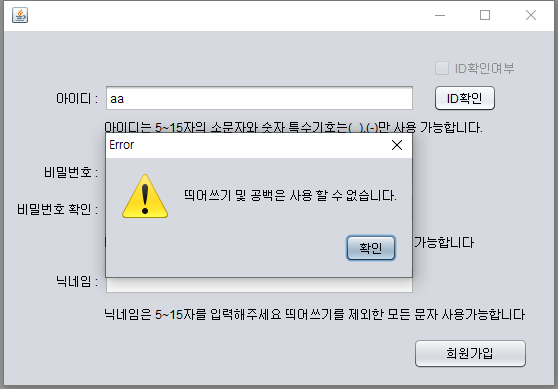 ID확인여부
아이디 : aa ID확인
아이디는 5~15자의 소문자와 숫자 특수기호는(_),(-)만 사용 가능합니다.
Error
비밀번호 :
띄어쓰기 및 공백은 사용 할 수 없습니다.
비밀번호 확인 :
가능합니다
확인
닉네임 :
닉네임은 5~15자를 입력해주세요 띄어쓰기를 제외한 모든 문자 사용가능합니다
회원가입